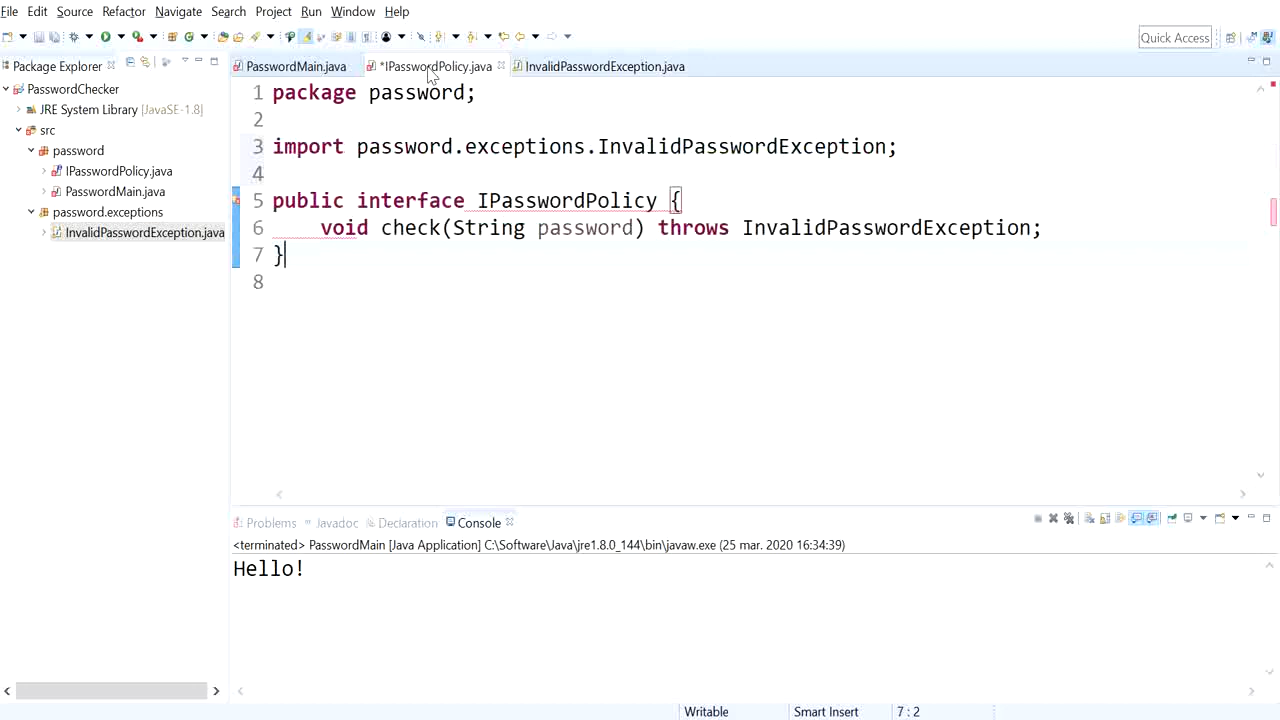 File Edit Source Refactor Navigate Search Project Run Window Help
Quick Access
Package Explorer
PasswordMain.java *IPasswordPolicy.java InvalidPasswordException.java
PasswordChecker
JRE System Library [JavaSE-1.8]
src
password
IPasswordPolicy.java
PasswordMain.java
password.exceptions
InvalidPasswordException.java
1 package password;
2
3 import password.exceptions.InvalidPasswordException;
4
5 public interface IPasswordPolicy {
6 void check(String password) throws InvalidPasswordException;
7 }
8
Problems Javadoc Declaration Console
<terminated> PasswordMain [Java Application] C:\Software\Java\jre1.8.0_144\bin\javaw.exe (25 mar. 2020 16:34:39)
Hello!
Writable Smart Insert 7 : 2